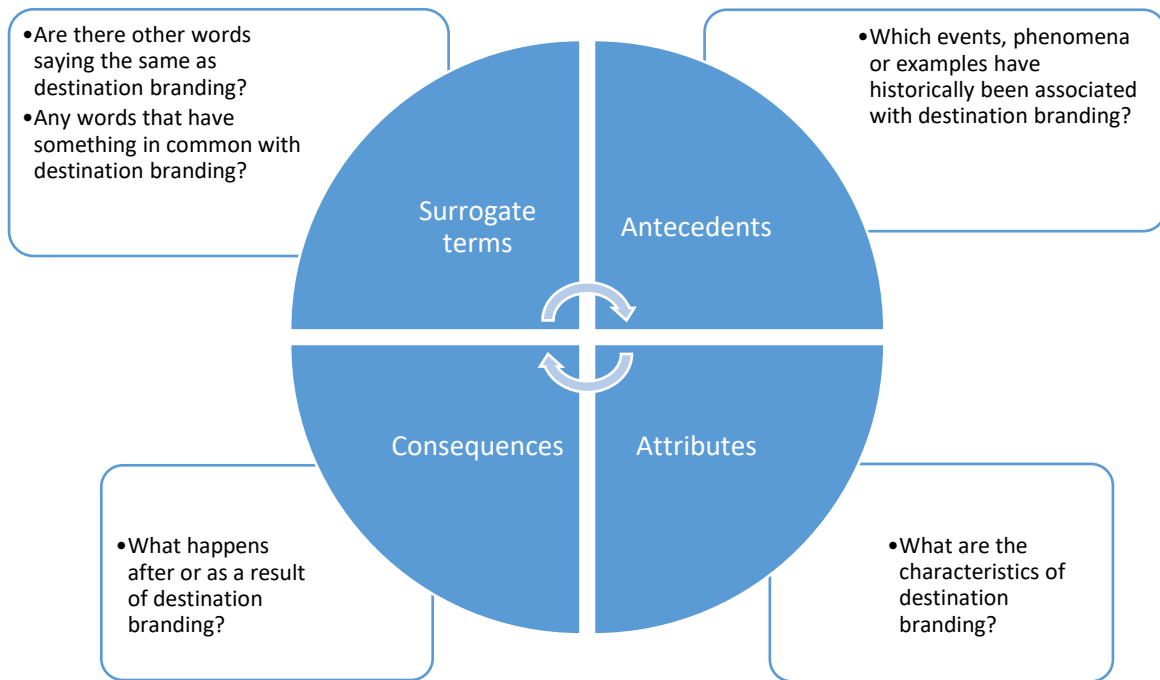 •Are there other words
saying the same as
destination branding?
•Any words that have
something in common with
destination branding?
•Which events, phenomena
or examples have
historically been associated
with destination branding?
Surrogate
terms
Antecedents
Consequences
Attributes
•What happens
after or as a result
of destination
branding?
•What are the
characteristics of
destination
branding?